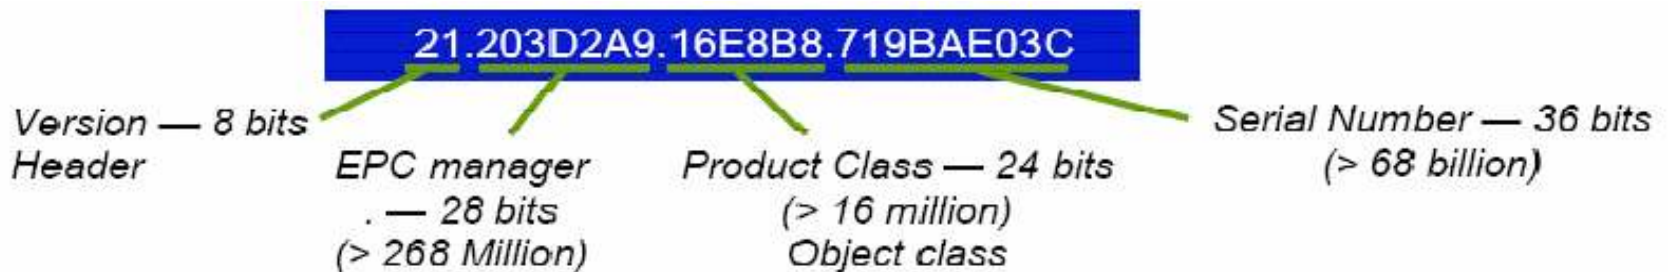 21.203D2A9.16E8B8.719BAE03C
Version — 8 bits
Header
EPC manager
. — 28 bits
(> 268 Million)
Product Class — 24 bits
(> 16 million)
Object class
Serial Number — 36 bits
(> 68 billion)